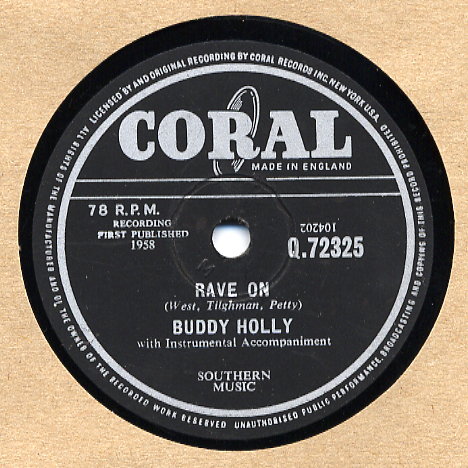 ALL RIGHTS OF THE MANUFACTURER AND OF THE OWNER OF THE RECORDED WORK RESERVED UNAUTHORISED PUBLIC PERFORMANCE, BROADCASTING AND COPYING OF THIS RECORD PROHIBITED
LICENSED BY AND ORIGINAL RECORDING BY CORAL RECORDS INC. NEW YORK. U.S.A.
CORAL
MADE IN ENGLAND
78 R.P.M.
RECORDING
FIRST PUBLISHED
1958
104202
Q.72325
RAVE ON
(West, Tilghman, Petty)
BUDDY HOLLY
with Instrumental Accompaniment
SOUTHERN
MUSIC